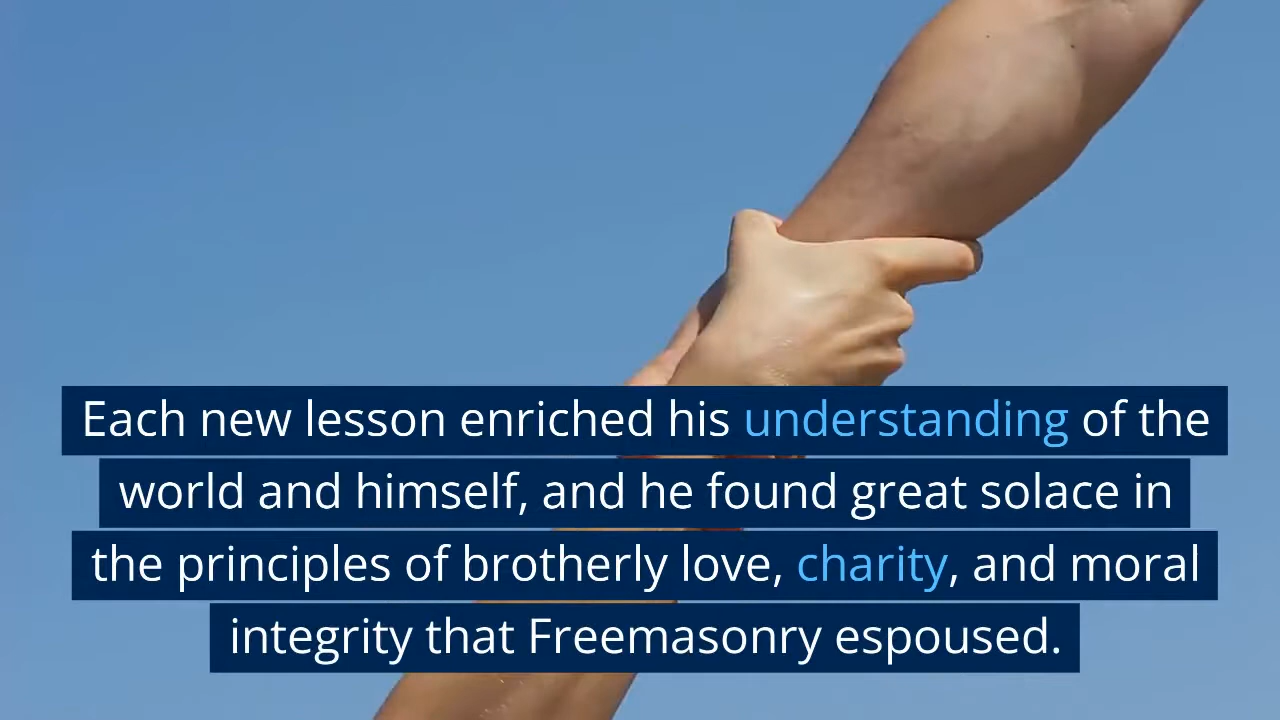 Each new lesson enriched his understanding of the
world and himself, and he found great solace in
the principles of brotherly love, charity, and moral
integrity that Freemasonry espoused.